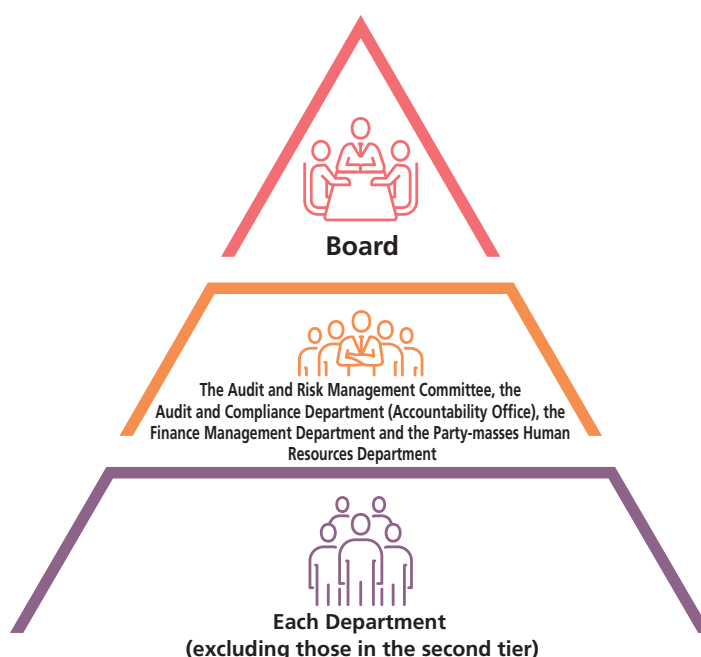 Board
The Audit and Risk Management Committee, the
Audit and Compliance Department (Accountability Office), the
Finance Management Department and the Party-masses Human
Resources Department
Each Department
(excluding those in the second tier)